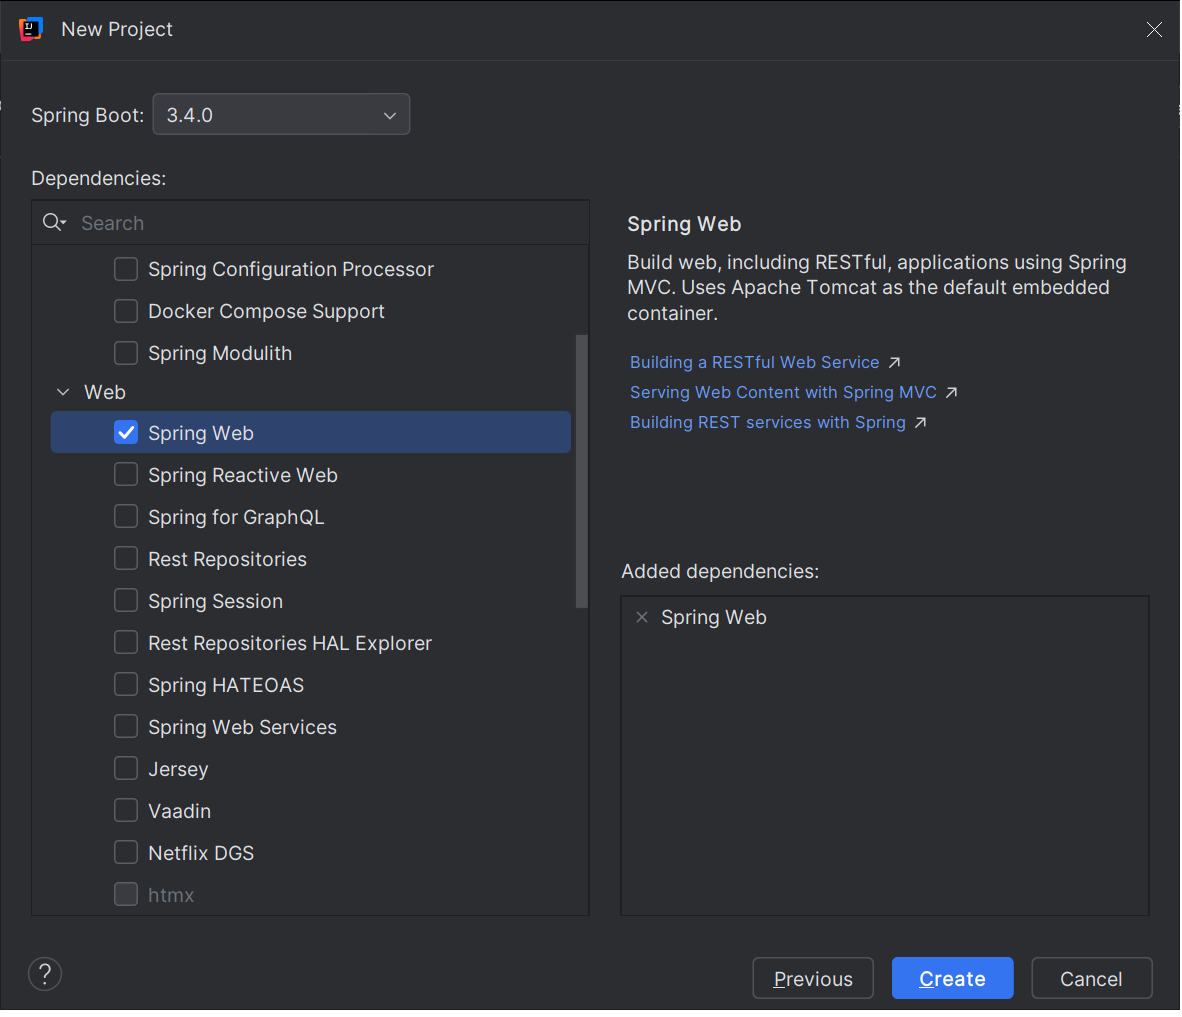 New Project
Spring Boot: 3.4.0
Dependencies:
Search
Spring Configuration Processor
Docker Compose Support
Spring Modulith
Web
Spring Web
Spring Reactive Web
Spring for GraphQL
Rest Repositories
Spring Session
Rest Repositories HAL Explorer
Spring HATEOAS
Spring Web Services
Jersey
Vaadin
Netflix DGS
htmx
Spring Web
Build web, including RESTful, applications using Spring
MVC. Uses Apache Tomcat as the default embedded
container.
Building a RESTful Web Service
Serving Web Content with Spring MVC
Building REST services with Spring
Added dependencies:
Spring Web
?
Previous
Create
Cancel